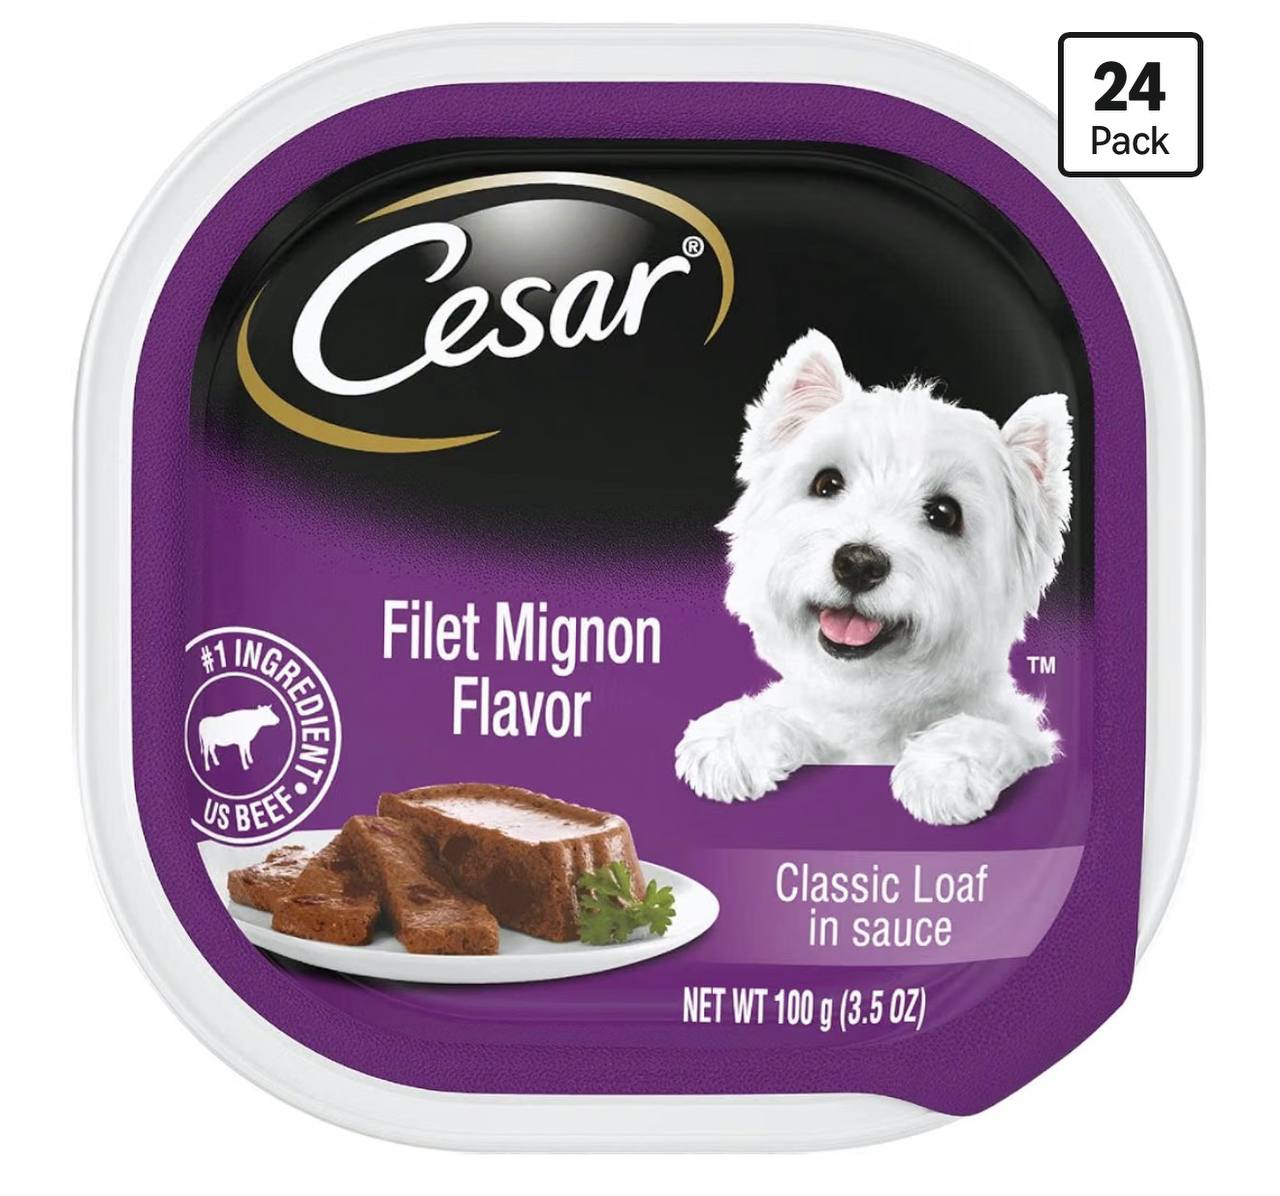 24
Pack
Cesar®
Filet Mignon
Flavor
TM
#1 INGREDIENT •
US BEEF
Classic Loaf
in sauce
NET WT 100 g (3.5 OZ)